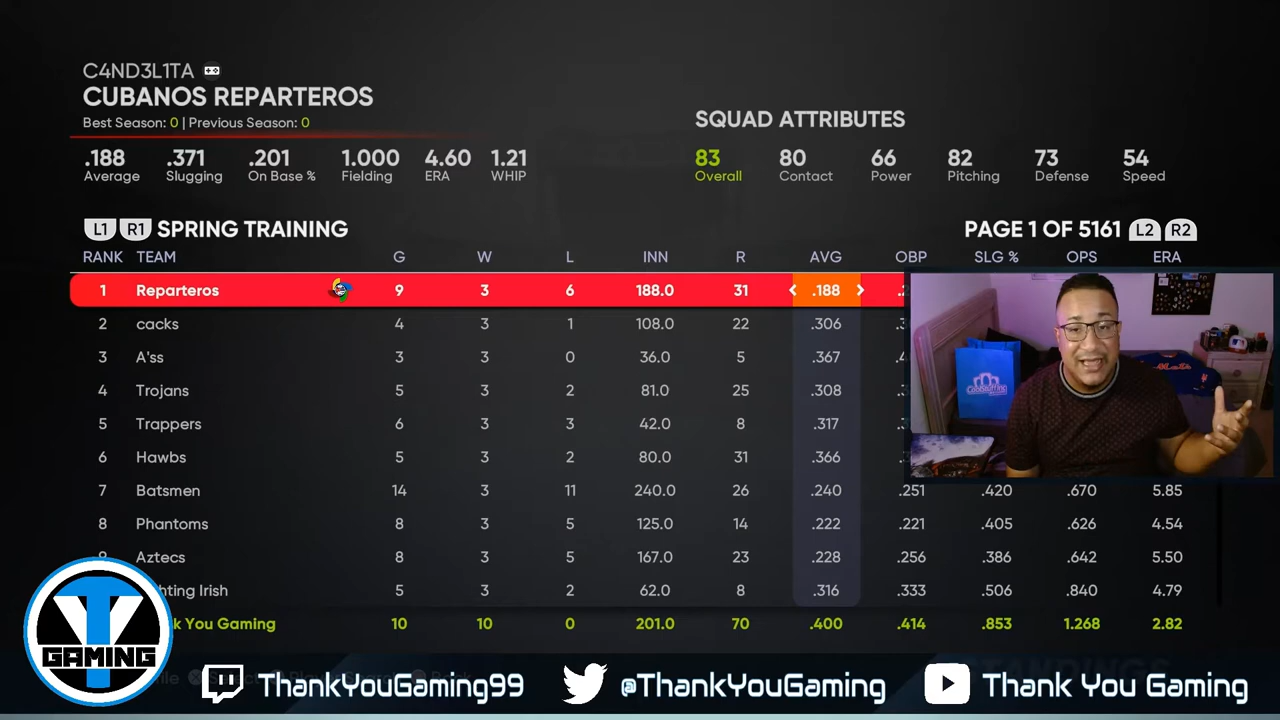 C4ND3L1TA
CUBANOS REPARTEROS
Best Season: 0 | Previous Season: 0
.188 .371 .201 1.000 4.60 1.21
Average Slugging On Base % Fielding ERA WHIP
SQUAD ATTRIBUTES
83 80 66 82 73 54
Overall Contact Power Pitching Defense Speed
L1 R1 SPRING TRAINING
PAGE 1 OF 5161 L2 R2
RANK TEAM G W L INN R AVG OBP SLG % OPS ERA
1 Reparteros 9 3 6 188.0 31 .188
2 cacks 4 3 1 108.0 22 .306
3 A'ss 3 3 0 36.0 5 .367
4 Trojans 5 3 2 81.0 25 .308
5 Trappers 6 3 3 42.0 8 .317
6 Hawbs 5 3 2 80.0 31 .366
7 Batsmen 14 3 11 240.0 26 .240 .251 .420 .670 5.85
8 Phantoms 8 3 5 125.0 14 .222 .221 .405 .626 4.54
9 Aztecs 8 3 5 167.0 23 .228 .256 .386 .642 5.50
hting Irish 5 3 2 62.0 8 .316 .333 .506 .840 4.79
k You Gaming 10 10 0 201.0 70 .400 .414 .853 1.268 2.82
TY
GAMING
ThankYouGaming99 @ThankYouGaming Thank You Gaming